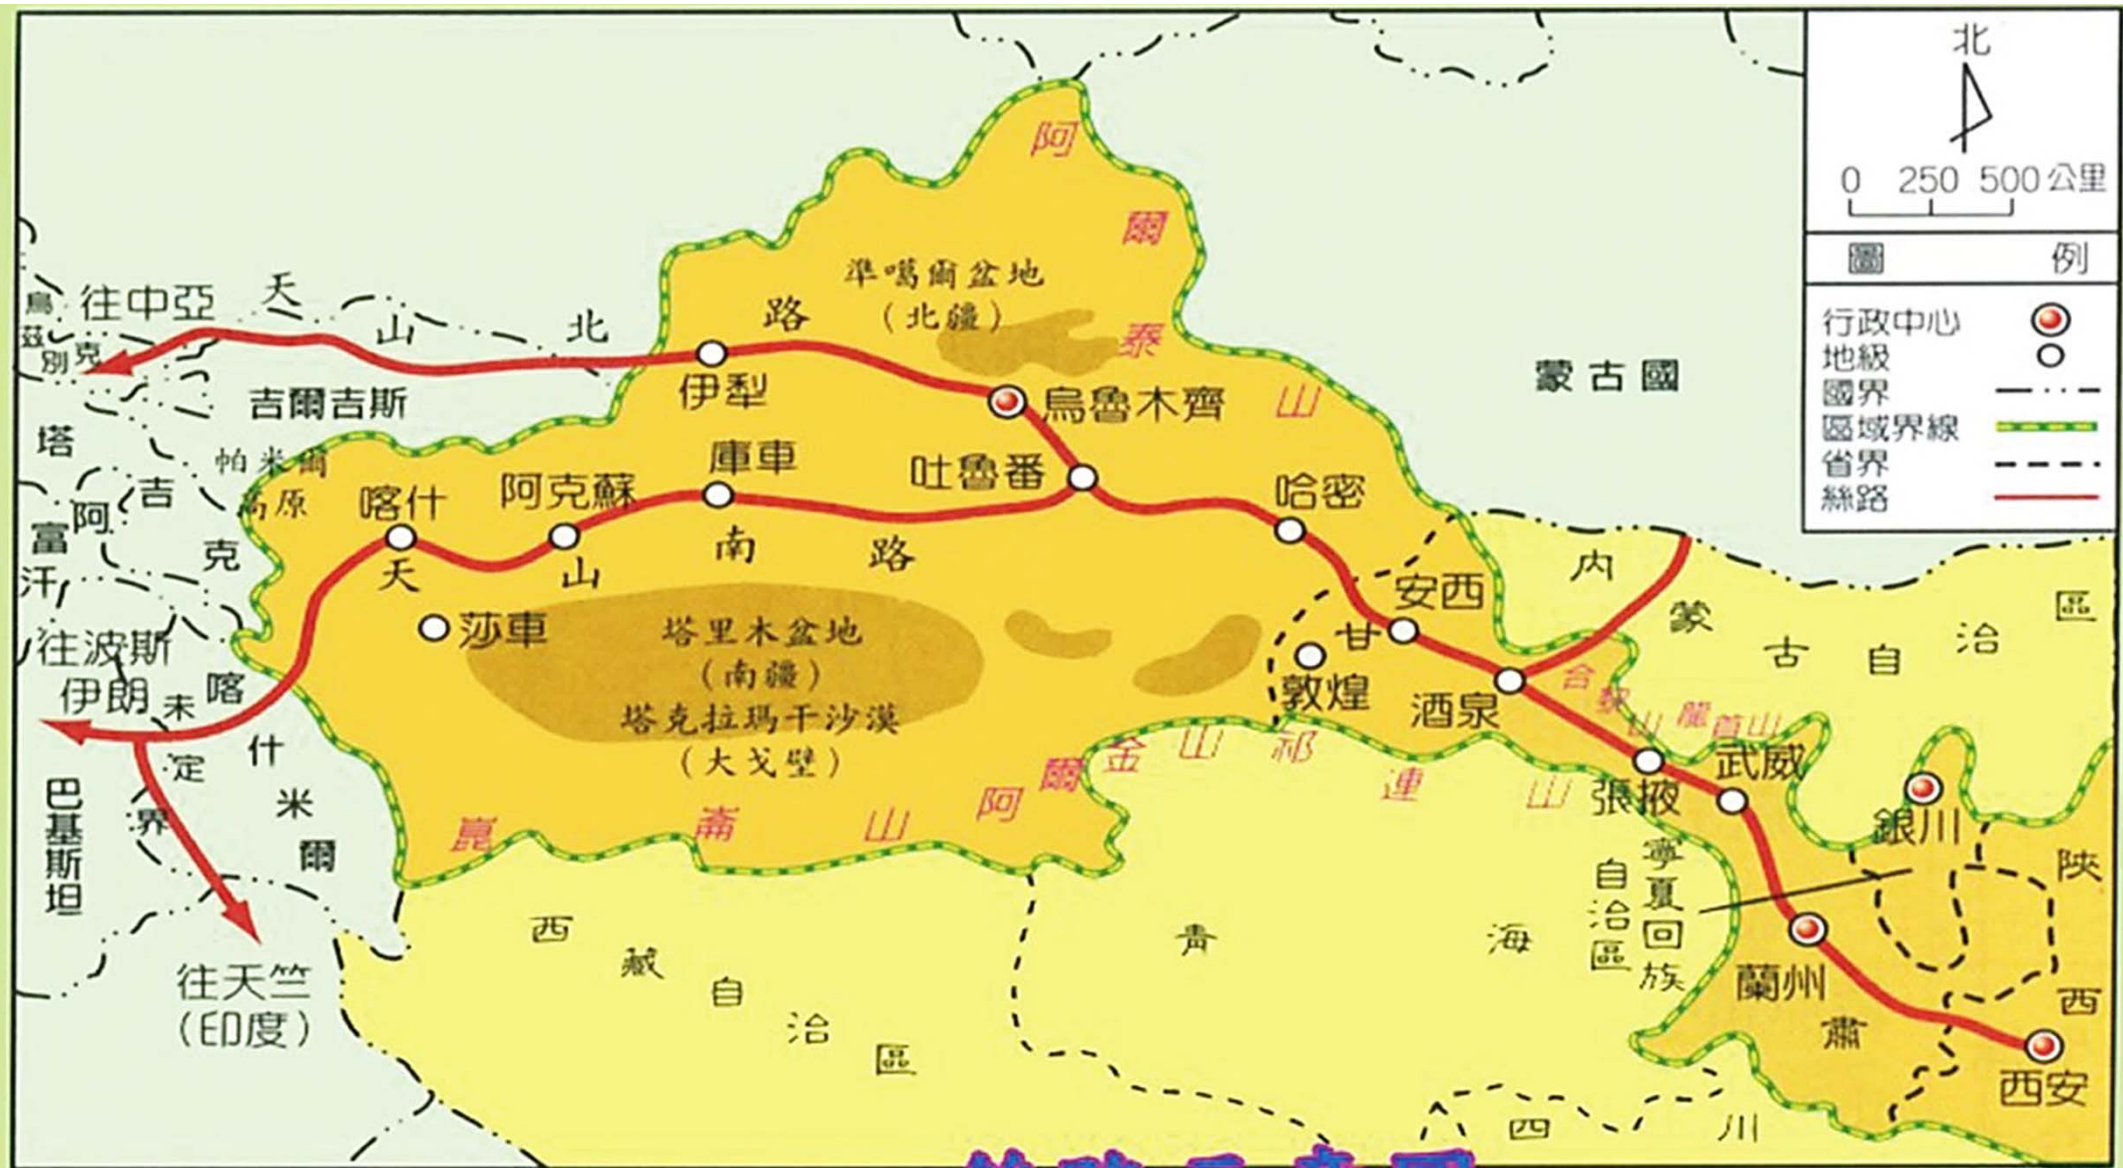 北
0 250 500 公里
圖 例
行政中心
地級
國界
區域界線
省界
絲路
阿爾泰山
準噶爾盆地
(北疆)
往中亞
天山北路
烏茲別克
吉爾吉斯
伊犁
烏魯木齊
蒙古國
塔吉克
帕米爾
高原
喀什
阿克蘇
庫車
吐魯番
哈密
天山南路
阿富汗
莎車
塔里木盆地
(南疆)
塔克拉瑪干沙漠
(大戈壁)
安西
敦煌
酒泉
甘肅
內蒙古自治區
合黎山
龍首山
往波斯
伊朗
未定界
喀什米爾
巴基斯坦
崑崙山
阿爾金山
祁連山
張掖
武威
銀川
寧夏回族
自治區
陝西
蘭州
西安
往天竺
(印度)
西藏自治區
青海
四川